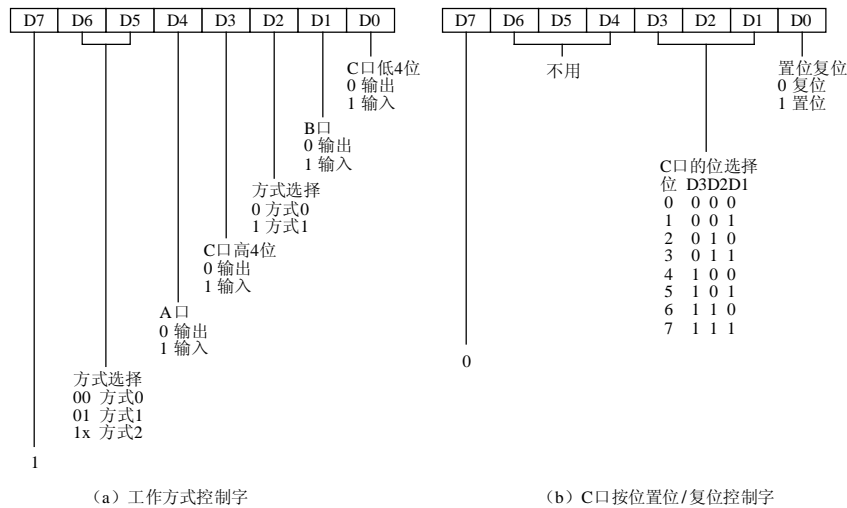 D7 D6 D5 D4 D3 D2 D1 D0
C口低4位
0 输出
1 输入
B口
0 输出
1 输入
方式选择
0 方式0
1 方式1
C口高4位
0 输出
1 输入
A口
0 输出
1 输入
方式选择
00 方式0
01 方式1
1x 方式2
1
(a) 工作方式控制字
D7 D6 D5 D4 D3 D2 D1 D0
不用
置位复位
0 复位
1 置位
C口的位选择
位 D3D2D1
0 0 0 0
1 0 0 1
2 0 1 0
3 0 1 1
4 1 0 0
5 1 0 1
6 1 1 0
7 1 1 1
0
(b) C口按位置位/复位控制字